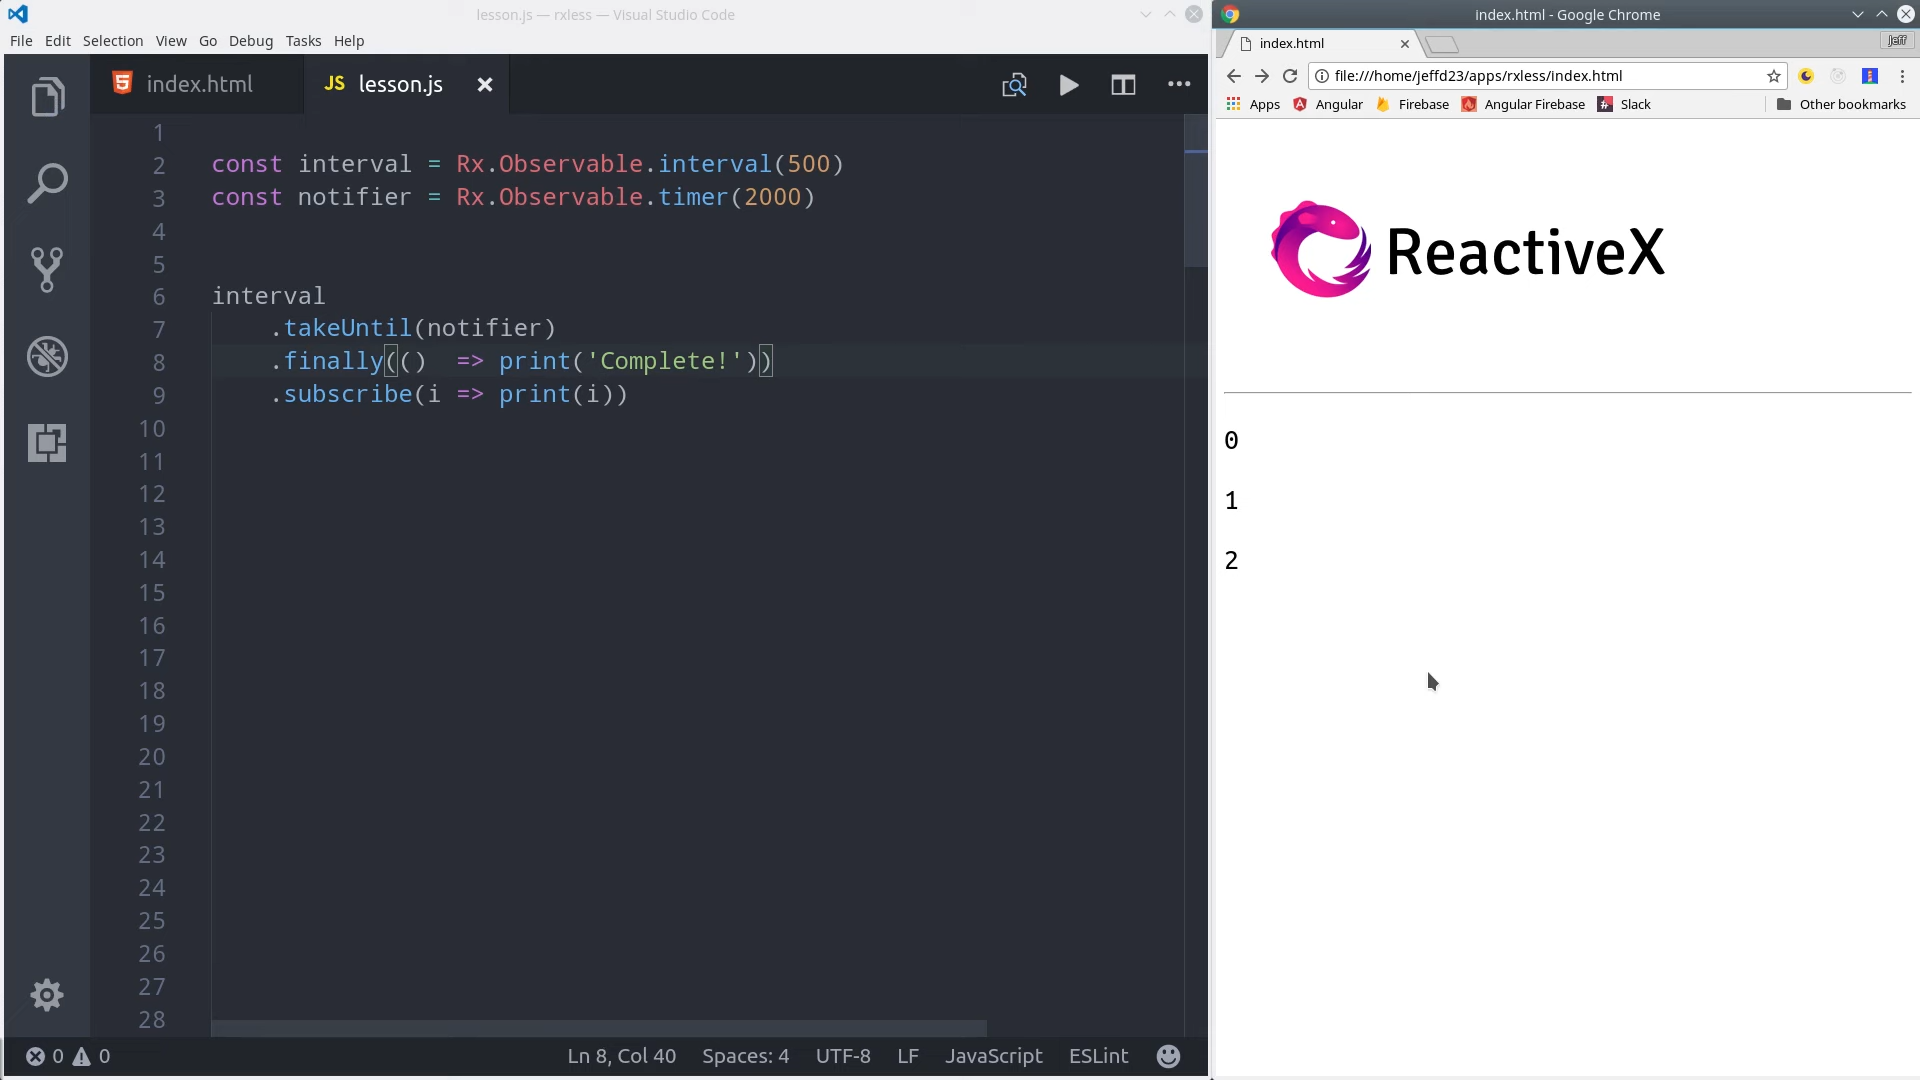 lesson.js — rxless — Visual Studio Code
File Edit Selection View Go Debug Tasks Help
index.html
JS lesson.js
1
2 const interval = Rx.Observable.interval(500)
3 const notifier = Rx.Observable.timer(2000)
4
5
6 interval
7 .takeUntil(notifier)
8 .finally(()  => print('Complete!'))
9 .subscribe(i => print(i))
10
11
12
13
14
15
16
17
18
19
20
21
22
23
24
25
26
27
28
0 0 Ln 8, Col 40 Spaces: 4 UTF-8 LF JavaScript ESLint
index.html - Google Chrome
index.html
Jeff
file:///home/jeffd23/apps/rxless/index.html
Apps Angular Firebase Angular Firebase Slack Other bookmarks
ReactiveX
0
1
2